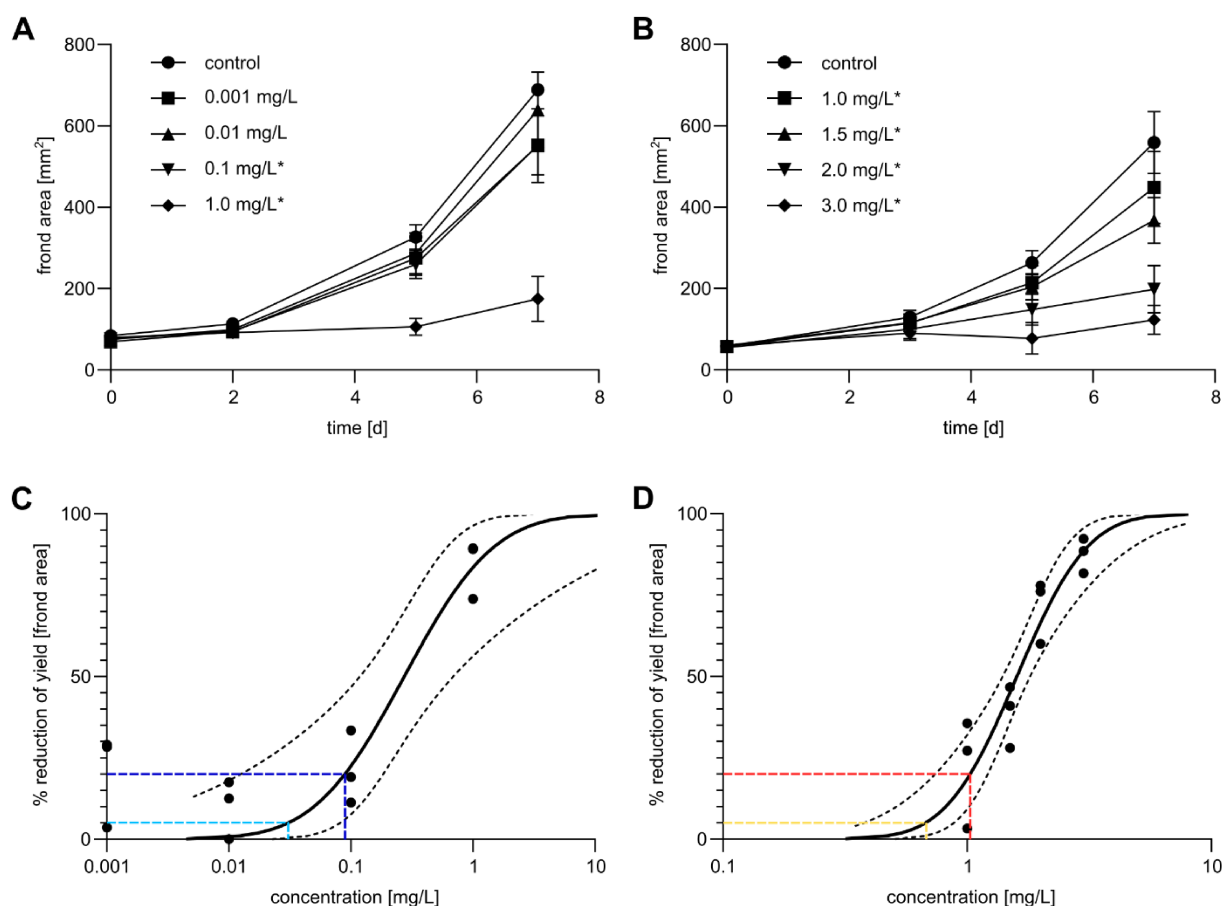 A
800
600
400
200
0
0
2
4
6
8
frond area [mm²]
time [d]
control
0.001 mg/L
0.01 mg/L
0.1 mg/L*
1.0 mg/L*
B
800
600
400
200
0
0
2
4
6
8
frond area [mm²]
time [d]
control
1.0 mg/L*
1.5 mg/L*
2.0 mg/L*
3.0 mg/L*
C
100
50
0
0.001
0.01
0.1
1
10
% reduction of yield [frond area]
concentration [mg/L]
D
100
50
0
0.1
1
10
% reduction of yield [frond area]
concentration [mg/L]